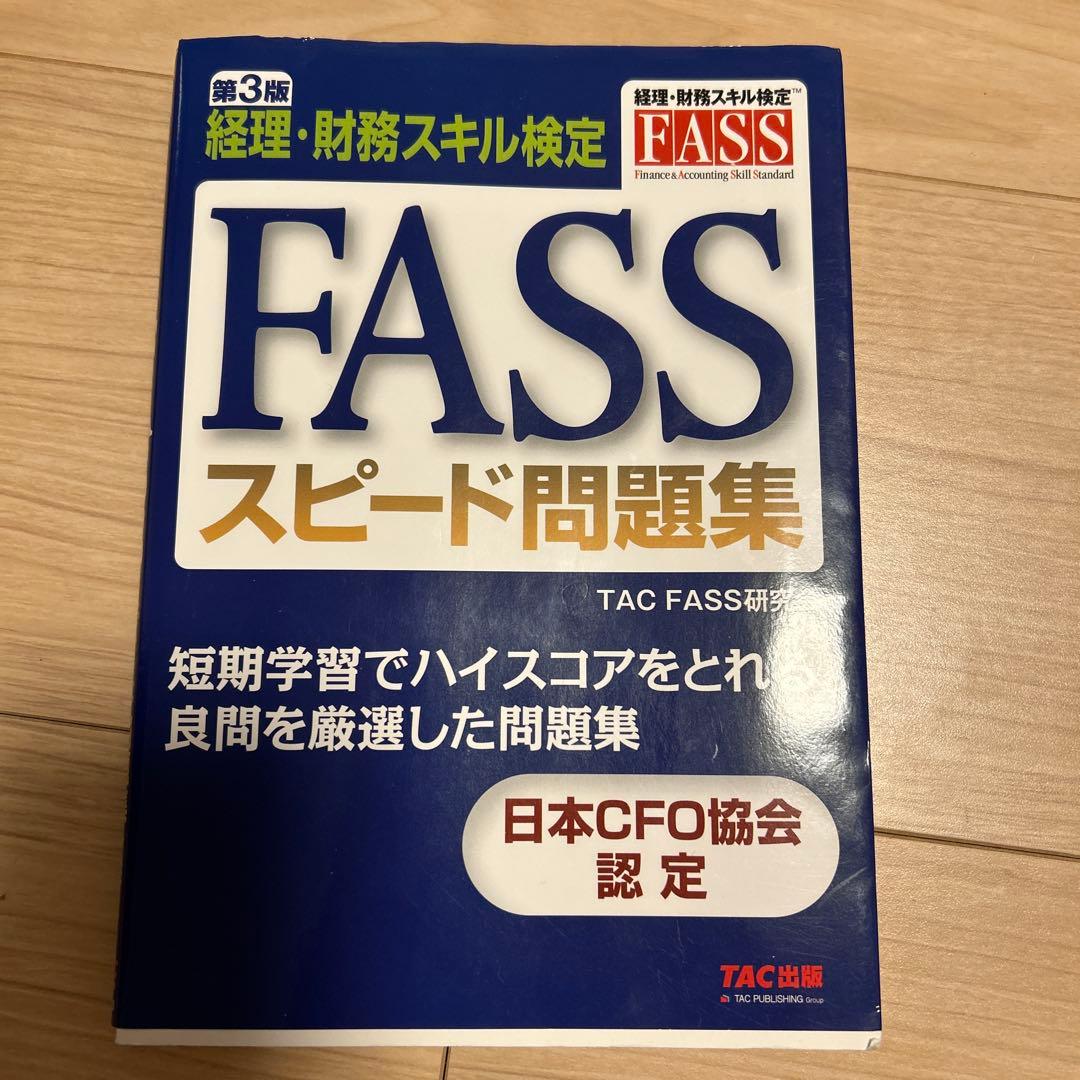 第3版
経理・財務スキル検定
経理・財務スキル検定™
FASS
Finance & Accounting Skill Standard
FASS
スピード問題集
TAC FASS研究
短期学習でハイスコアをとれる
良問を厳選した問題集
日本CFO協会
認定
TAC出版
TAC PUBLISHING Group